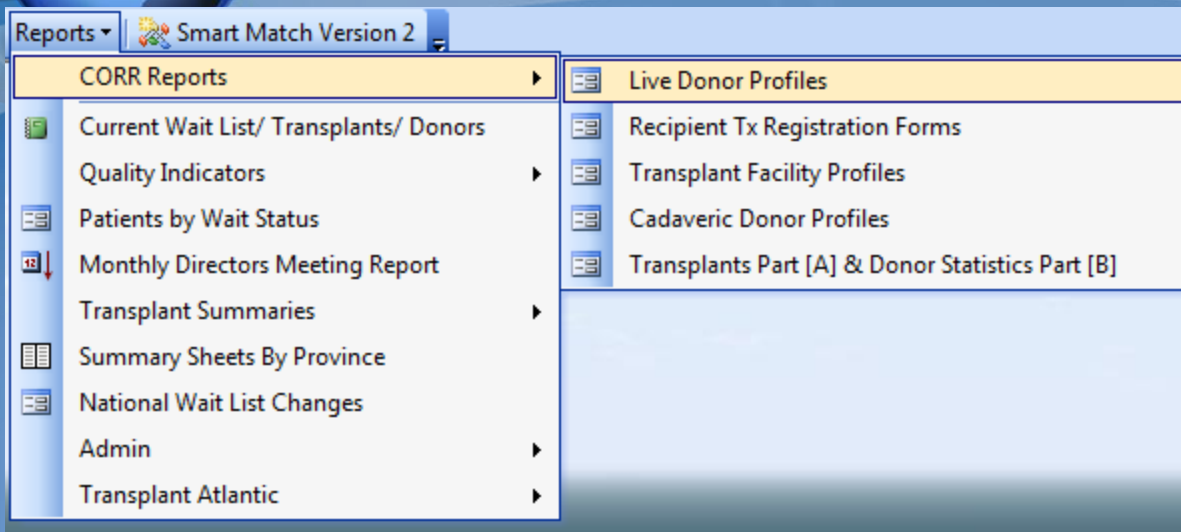 Reports Smart Match Version 2
CORR Reports
Current Wait List/ Transplants/ Donors
Quality Indicators
Patients by Wait Status
12 Monthly Directors Meeting Report
Transplant Summaries
Summary Sheets By Province
National Wait List Changes
Admin
Transplant Atlantic
Live Donor Profiles
Recipient Tx Registration Forms
Transplant Facility Profiles
Cadaveric Donor Profiles
Transplants Part [A] & Donor Statistics Part [B]